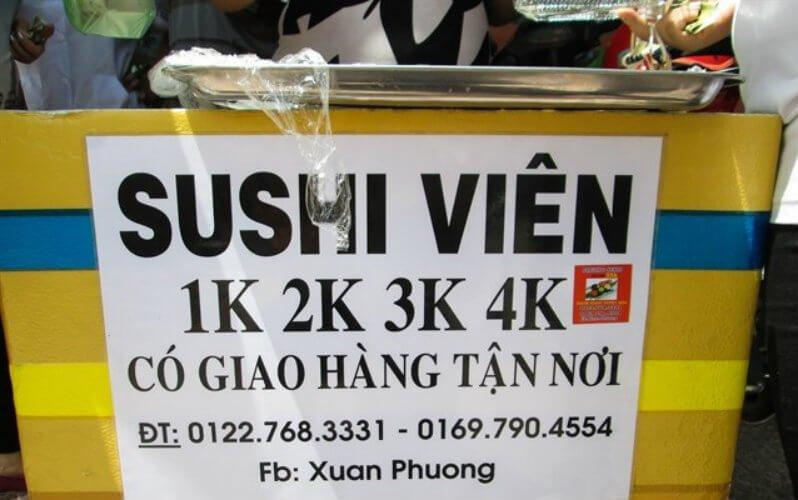 SUSHI VIÊN
1K 2K 3K 4K
CÓ GIAO HÀNG TẬN NƠI
ĐT: 0122.768.3331 - 0169.790.4554
Fb: Xuan Phuong